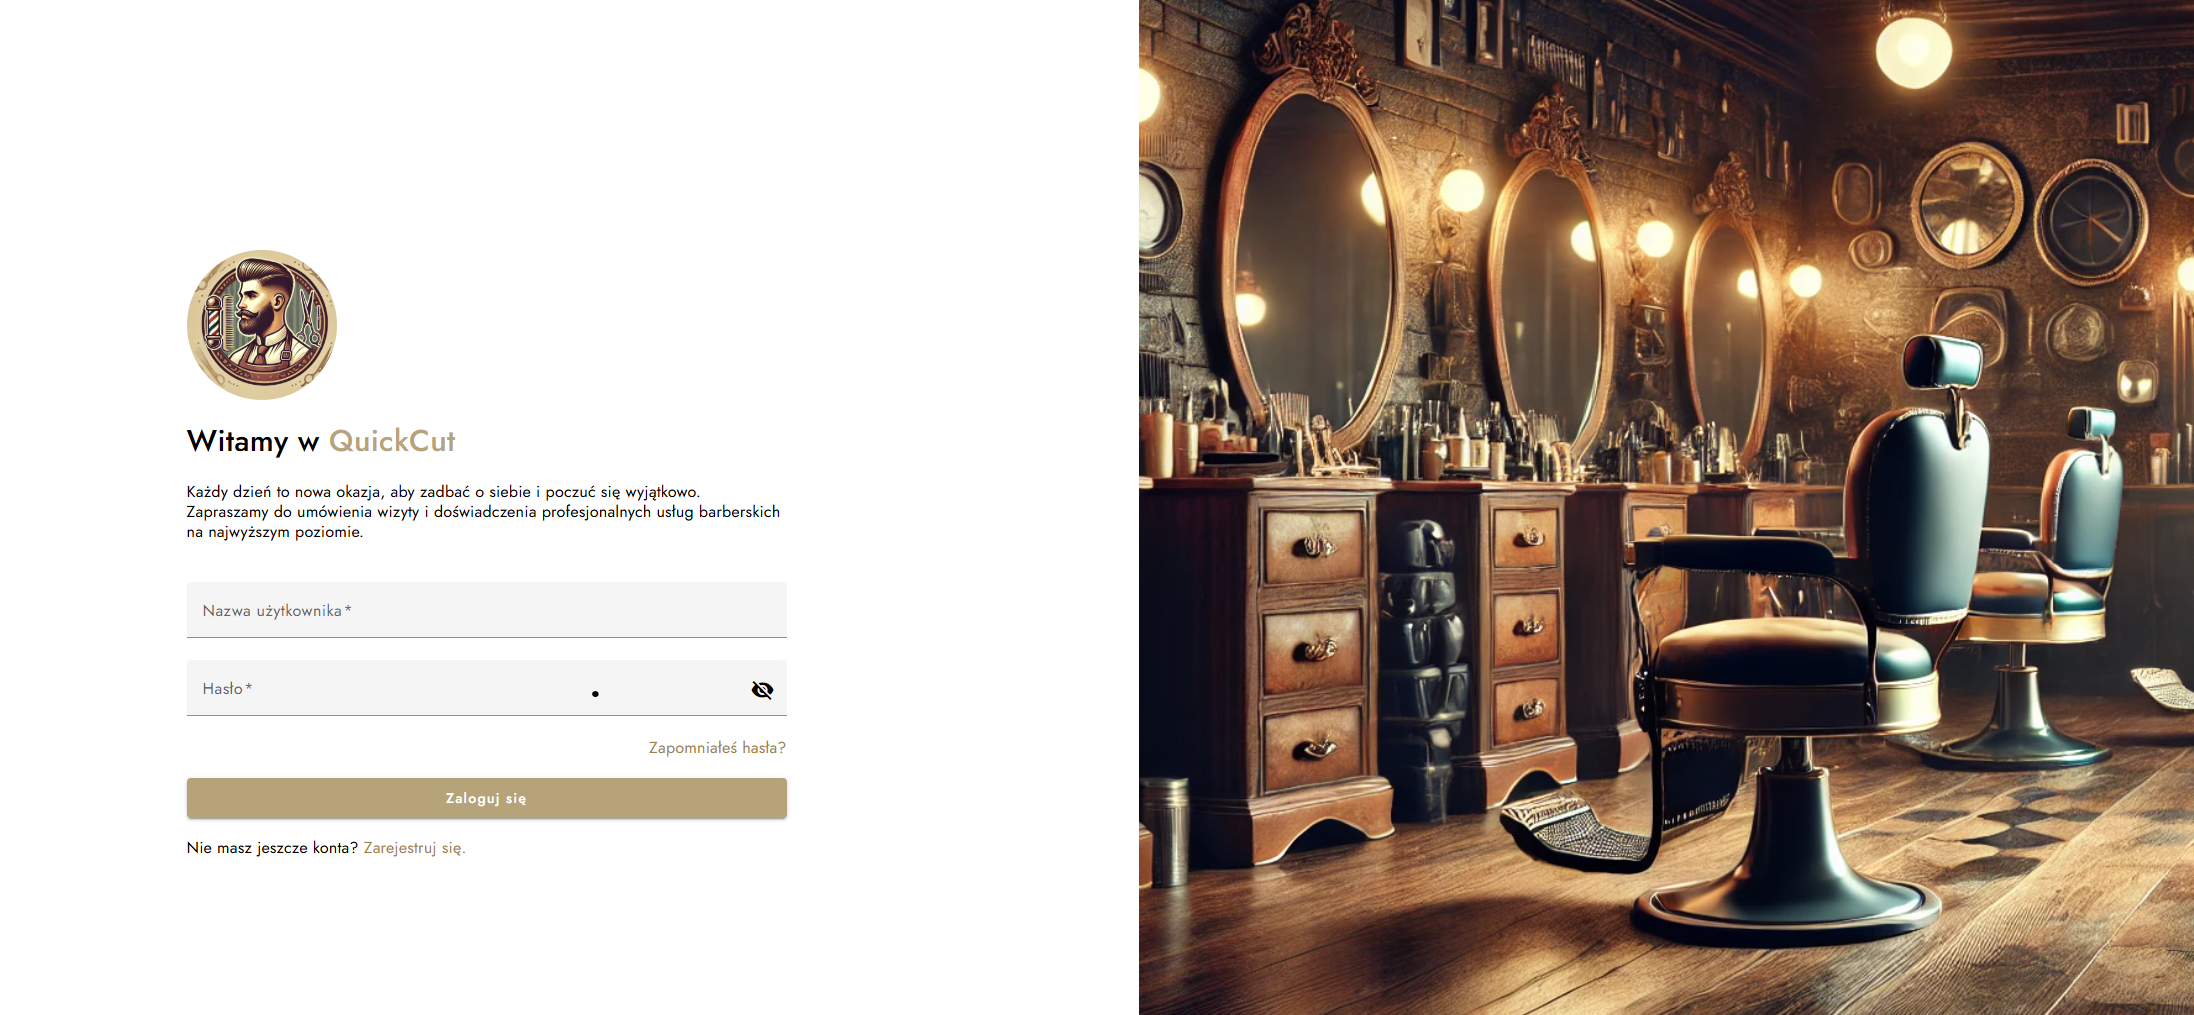 Witamy w QuickCut
Każdy dzień to nowa okazja, aby zadbać o siebie i poczuć się wyjątkowo.
Zapraszamy do umówienia wizyty i doświadczenia profesjonalnych usług barberskich
na najwyższym poziomie.
Nazwa użytkownika*
Hasło*
Zapomniałeś hasła?
Zaloguj się
Nie masz jeszcze konta? Zarejestruj się.